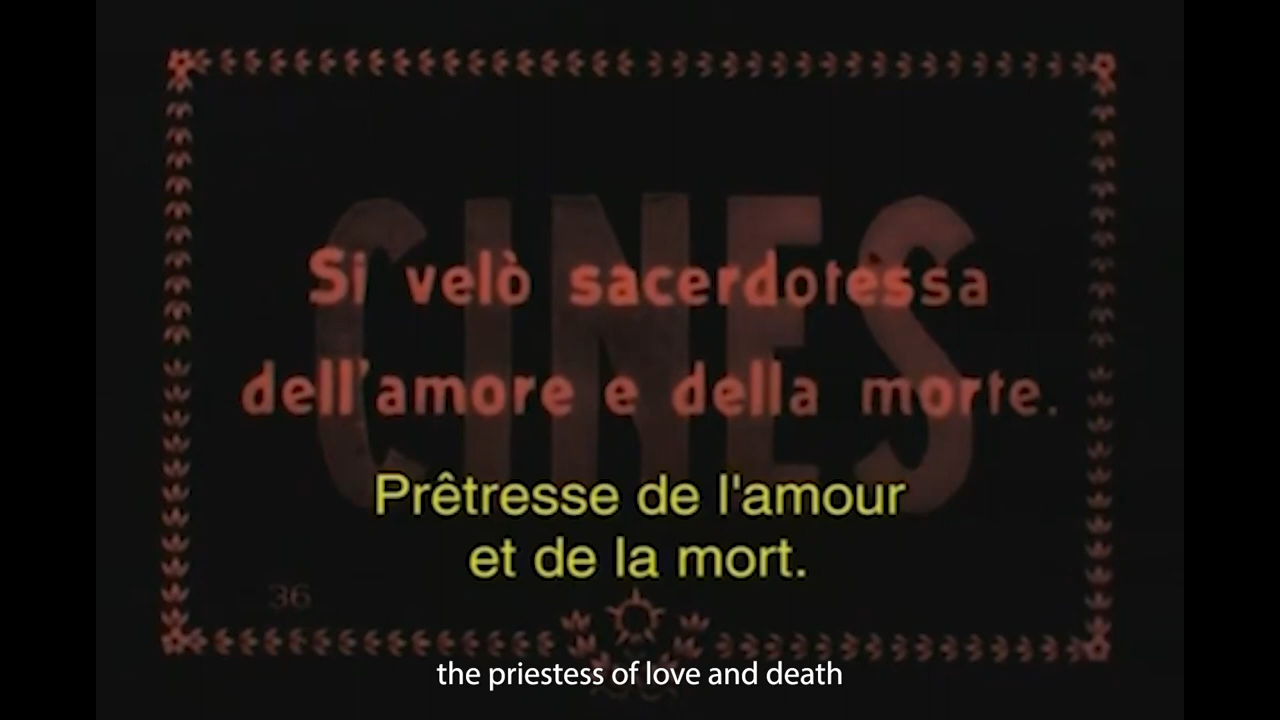 CINES
Si velò sacerdotessa
dell'amore e della morte.
Prêtresse de l'amour
et de la mort.
36
the priestess of love and death